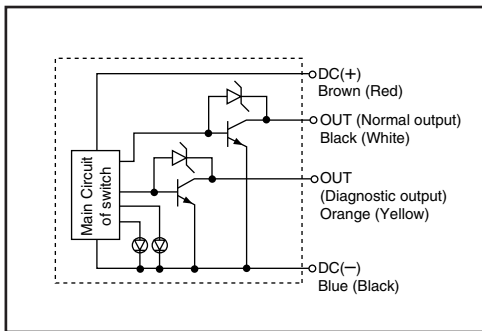 DC(+)
Brown (Red)
OUT (Normal output)
Black (White)
OUT
(Diagnostic output)
Orange (Yellow)
Main Circuit
of switch
DC(−)
Blue (Black)